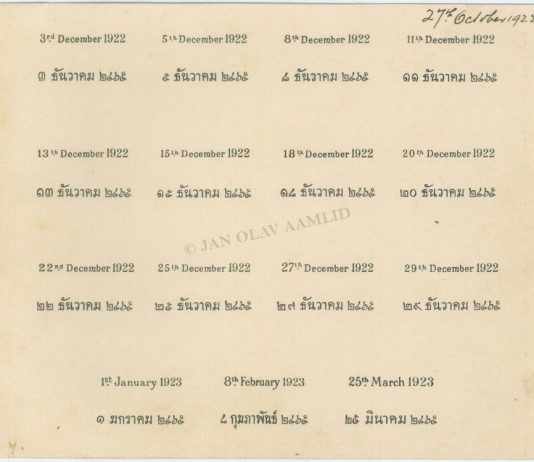 27th October 1922
3rd December 1922 5th December 1922 8th December 1922 11th December 1922
๓ ธันวาคม ๒๔๖๕ ๕ ธันวาคม ๒๔๖๕ ๘ ธันวาคม ๒๔๖๕ ๑๑ ธันวาคม ๒๔๖๕
13th December 1922 15th December 1922 18th December 1922 20th December 1922
๑๓ ธันวาคม ๒๔๖๕ ๑๕ ธันวาคม ๒๔๖๕ ๑๘ ธันวาคม ๒๔๖๕ ๒๐ ธันวาคม ๒๔๖๕
© JAN OLAV AAMLID
22nd December 1922 25th December 1922 27th December 1922 29th December 1922
๒๒ ธันวาคม ๒๔๖๕ ๒๕ ธันวาคม ๒๔๖๕ ๒๗ ธันวาคม ๒๔๖๕ ๒๙ ธันวาคม ๒๔๖๕
1st January 1923 8th February 1923 25th March 1923
๑ มกราคม ๒๔๖๕ ๘ กุมภาพันธ์ ๒๔๖๕ ๒๕ มีนาคม ๒๔๖๕